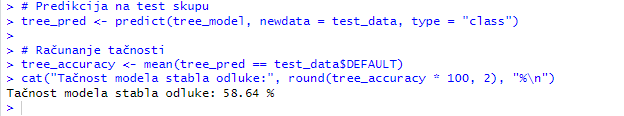 > # Predikcija na test skupu
> tree_pred <- predict(tree_model, newdata = test_data, type = "class")
>
> # Računanje tačnosti
> tree_accuracy <- mean(tree_pred == test_data$DEFAULT)
> cat("Tačnost modela stabla odluke:", round(tree_accuracy * 100, 2), "%\n")
Tačnost modela stabla odluke: 58.64 %
>